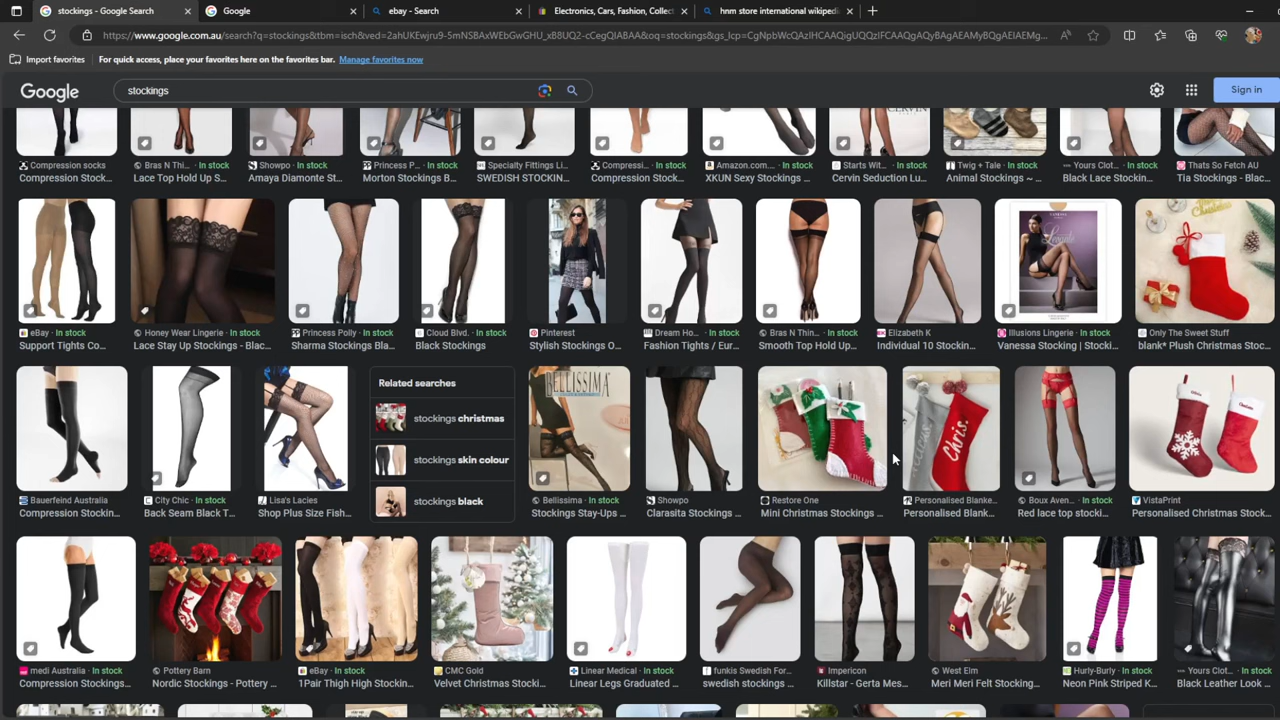 stockings - Google Search
Google
ebay - Search
Electronics, Cars, Fashion, Collect
hnm store international wikiped
https://www.google.com.au/search?q=stockings&tbm=isch&ved=2ahUKEwjru9-5mNSBAxWEbGwGHU_xB8UQ2-cCegQIABAA&oq=stockings&gs_lcp=CgNpbWcQAzIHCAAQigUQQzIFCAAQgAQyBAgAEAMyBQgAEIAEMg...
Import favorites
For quick access, place your favorites here on the favorites bar. Manage favorites now
Google
stockings
Sign in
Compression socks
Bras N Thi... · In stock
Showpo · In stock
Princess P... · In stock
Specialty Fittings Li...
Compressi... · In stock
Amazon.com...
Starts Wit... · In stock
Twig + Tale · In stock
Yours Clot... · In stock
Thats So Fetch AU
Compression Stock...
Lace Top Hold Up S...
Amaya Diamonte St...
Morton Stockings B...
SWEDISH STOCKIN...
Compression Stock...
XKUN Sexy Stockings ...
Cervin Seduction Lu...
Animal Stockings ~ ...
Black Lace Stockin...
Tia Stockings - Blac...
eBay · In stock
Honey Wear Lingerie · In stock
Princess Polly · In stock
Cloud Blvd. · In stock
Pinterest
Dream Ho... · In stock
Bras N Thi... · In stock
Elizabeth K
Illusions Lingerie · In stock
Only The Sweet Stuff
Support Tights Co...
Lace Stay Up Stockings - Blac...
Sharma Stockings Bla...
Black Stockings
Stylish Stockings O...
Fashion Tights / Eur...
Smooth Top Hold Up...
Individual 10 Stockin...
Vanessa Stocking | Stocki...
blank* Plush Christmas Stoc...
Related searches
stockings christmas
stockings skin colour
stockings black
BELLISSIMA
Chris.
Bauerfeind Australia
City Chic · In stock
Lisa's Lacies
Bellissima · In stock
Showpo
Restore One
Personalised Blanke...
Boux Aven... · In stock
VistaPrint
Compression Stockin...
Back Seam Black T...
Shop Plus Size Fish...
Stockings Stay-Ups ...
Clarasita Stockings ...
Mini Christmas Stockings ...
Personalised Blank...
Red lace top stocki...
Personalised Christmas Stock...
medi Australia · In stock
Pottery Barn
eBay · In stock
CMC Gold
Linear Medical · In stock
funkis Swedish For...
Impericon
West Elm
Hurly-Burly · In stock
Yours Clot... · In stock
Compression Stockings...
Nordic Stockings - Pottery ...
1Pair Thigh High Stockin...
Velvet Christmas Stocki...
Linear Legs Graduated ...
swedish stockings ...
Killstar - Gerta Mes...
Meri Meri Felt Stocking...
Neon Pink Striped K...
Black Leather Look ...